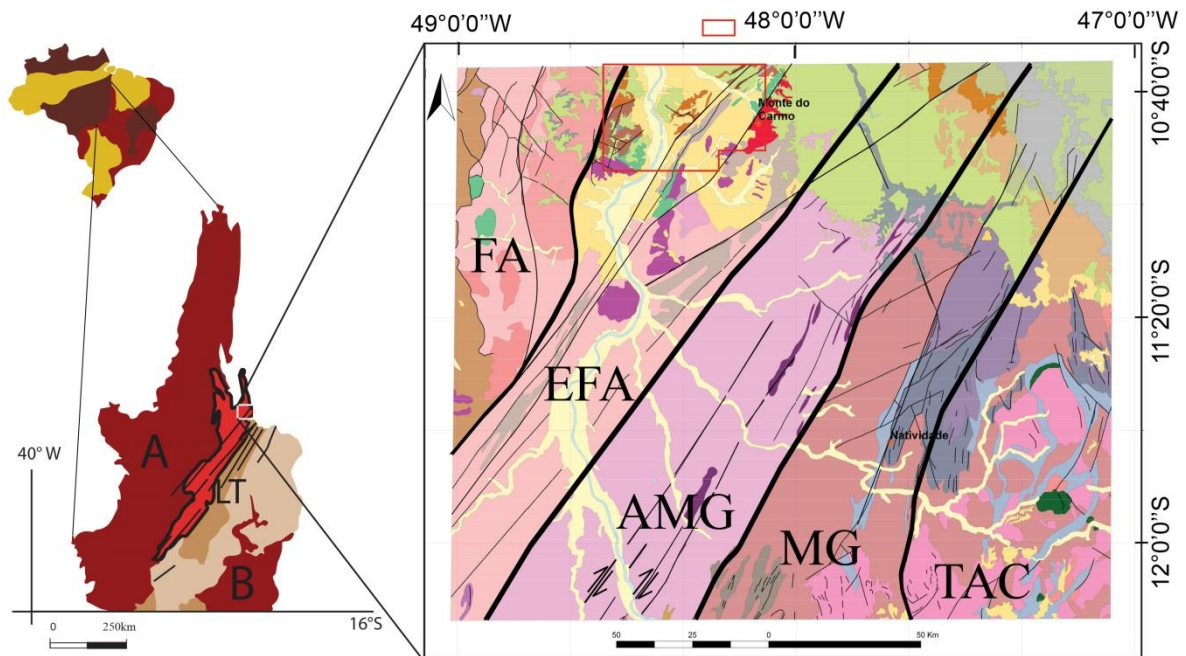 49°0'0”W
48°0'0”W
47°0'0”W
10°40'0”S
11°20'0”S
12°0'0”S
Monte do
Carmo
Natividade
FA
EFA
AMG
MG
TAC
50 25 0 50 Km
A
LT
B
40° W
16°S
0 250km